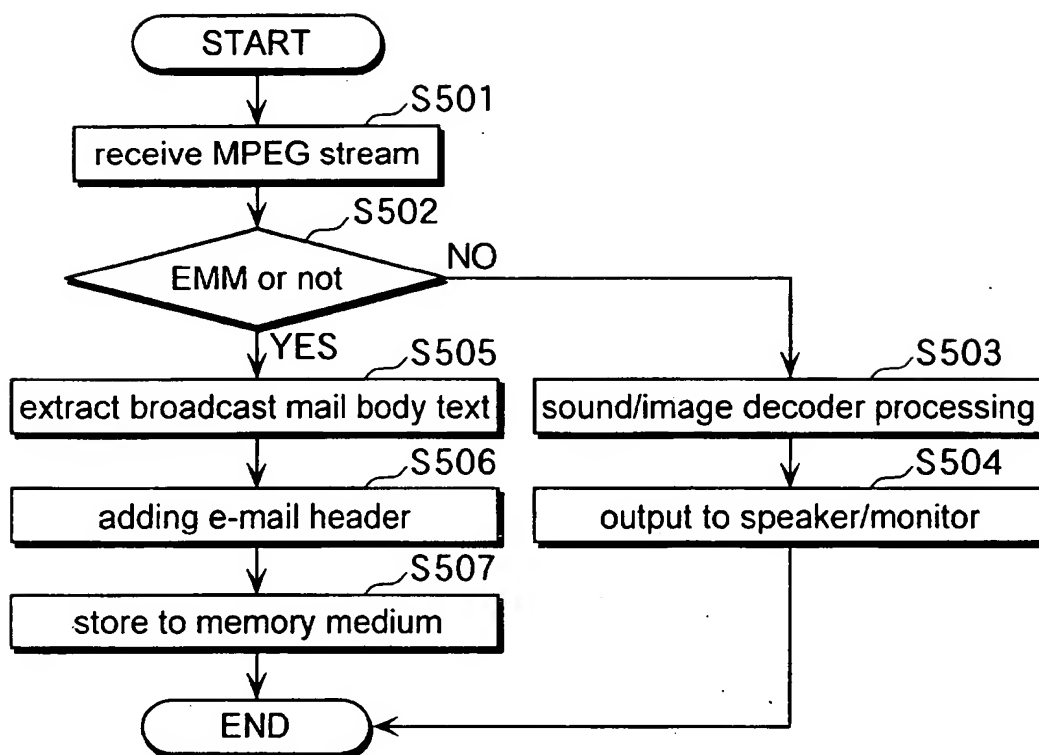 START
S501
receive MPEG stream
S502
EMM or not
NO
YES
S505
extract broadcast mail body text
S503
sound/image decoder processing
S506
adding e-mail header
S504
output to speaker/monitor
S507
store to memory medium
END